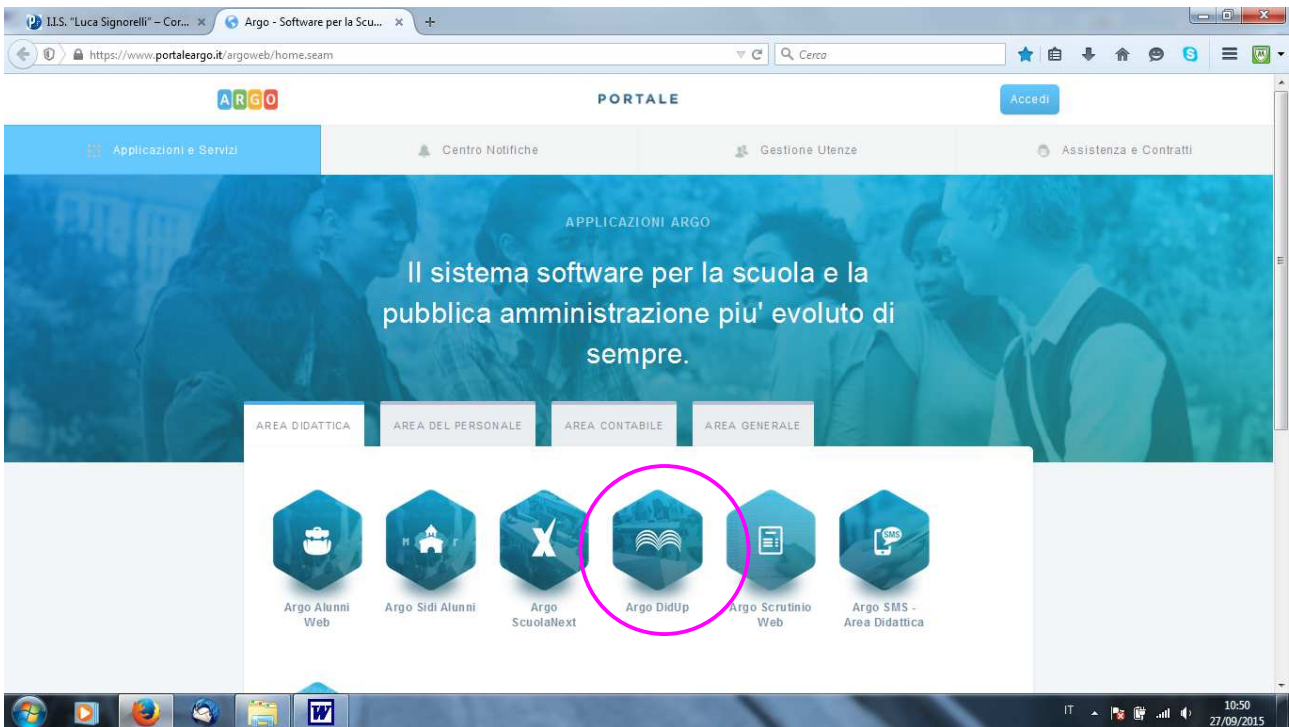 I.I.S. "Luca Signorelli" – Cor...
Argo - Software per la Scu...
https://www.portaleargo.it/argoweb/home.seam
Cerca
ARGO
PORTALE
Accedi
Applicazioni e Servizi
Centro Notifiche
Gestione Utenze
Assistenza e Contratti
APPLICAZIONI ARGO
Il sistema software per la scuola e la
pubblica amministrazione piu' evoluto di
sempre.
AREA DIDATTICA
AREA DEL PERSONALE
AREA CONTABILE
AREA GENERALE
SMS
Argo Alunni
Web
Argo Sidi Alunni
Argo
ScuolaNext
Argo DidUp
Argo Scrutinio
Web
Argo SMS -
Area Didattica
IT
10:50
27/09/2015